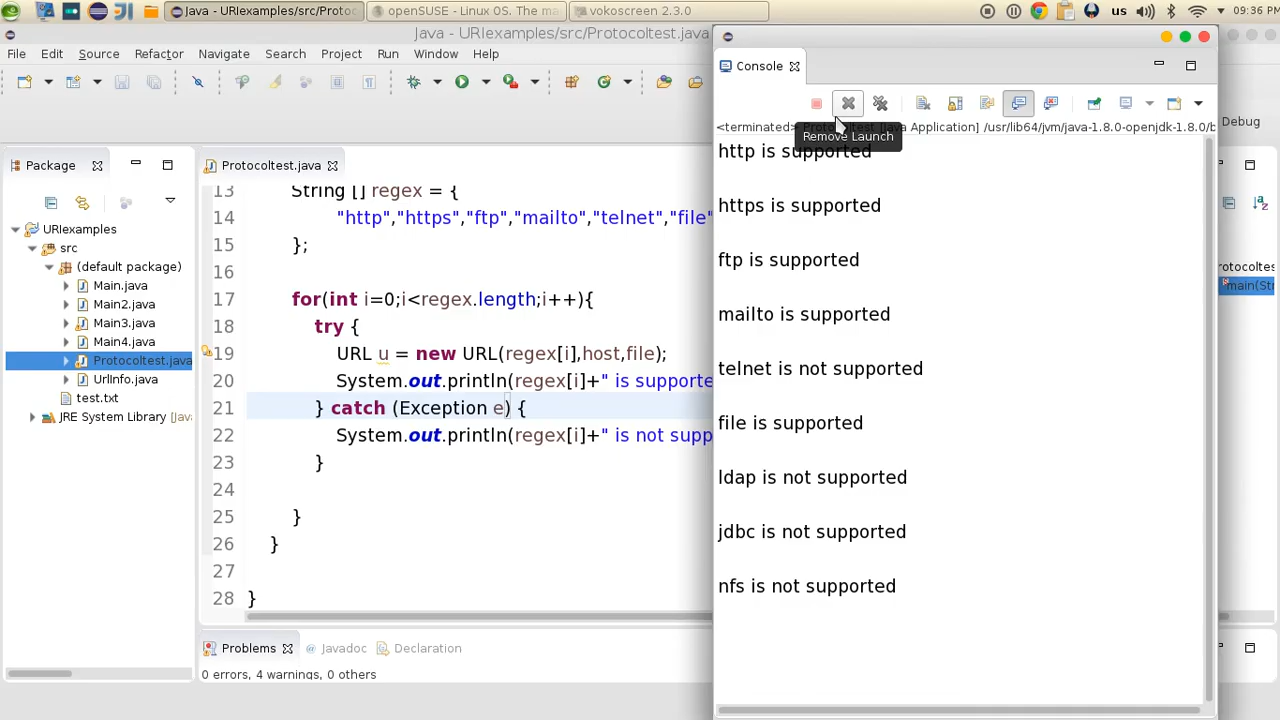 Java - URIexamples/src/Protoco
openSUSE - Linux OS. The ma
vokoscreen 2.3.0
us
09:36 PM
Java - URIexamples/src/Protocoltest.java
File Edit Source Refactor Navigate Search Project Run Window Help
Debug
Package
URIexamples
src
(default package)
Main.java
Main2.java
Main3.java
Main4.java
Protocoltest.java
UrlInfo.java
test.txt
JRE System Library [Java
Protocoltest.java
13 String [] regex = {
14 "http","https","ftp","mailto","telnet","file"
15 };
16
17 for(int i=0;i<regex.length;i++){
18 try {
19 URL u = new URL(regex[i],host,file);
20 System.out.println(regex[i]+" is supporte
21 } catch (Exception e) {
22 System.out.println(regex[i]+" is not supp
23 }
24
25 }
26 }
27
28 }
Problems Javadoc Declaration
0 errors, 4 warnings, 0 others
Console
<terminated> [Java Application] /usr/lib64/jvm/java-1.8.0-openjdk-1.8.0/b
Remove Launch
http is supported
https is supported
ftp is supported
mailto is supported
telnet is not supported
file is supported
ldap is not supported
jdbc is not supported
nfs is not supported
rotocoltes
main(Str